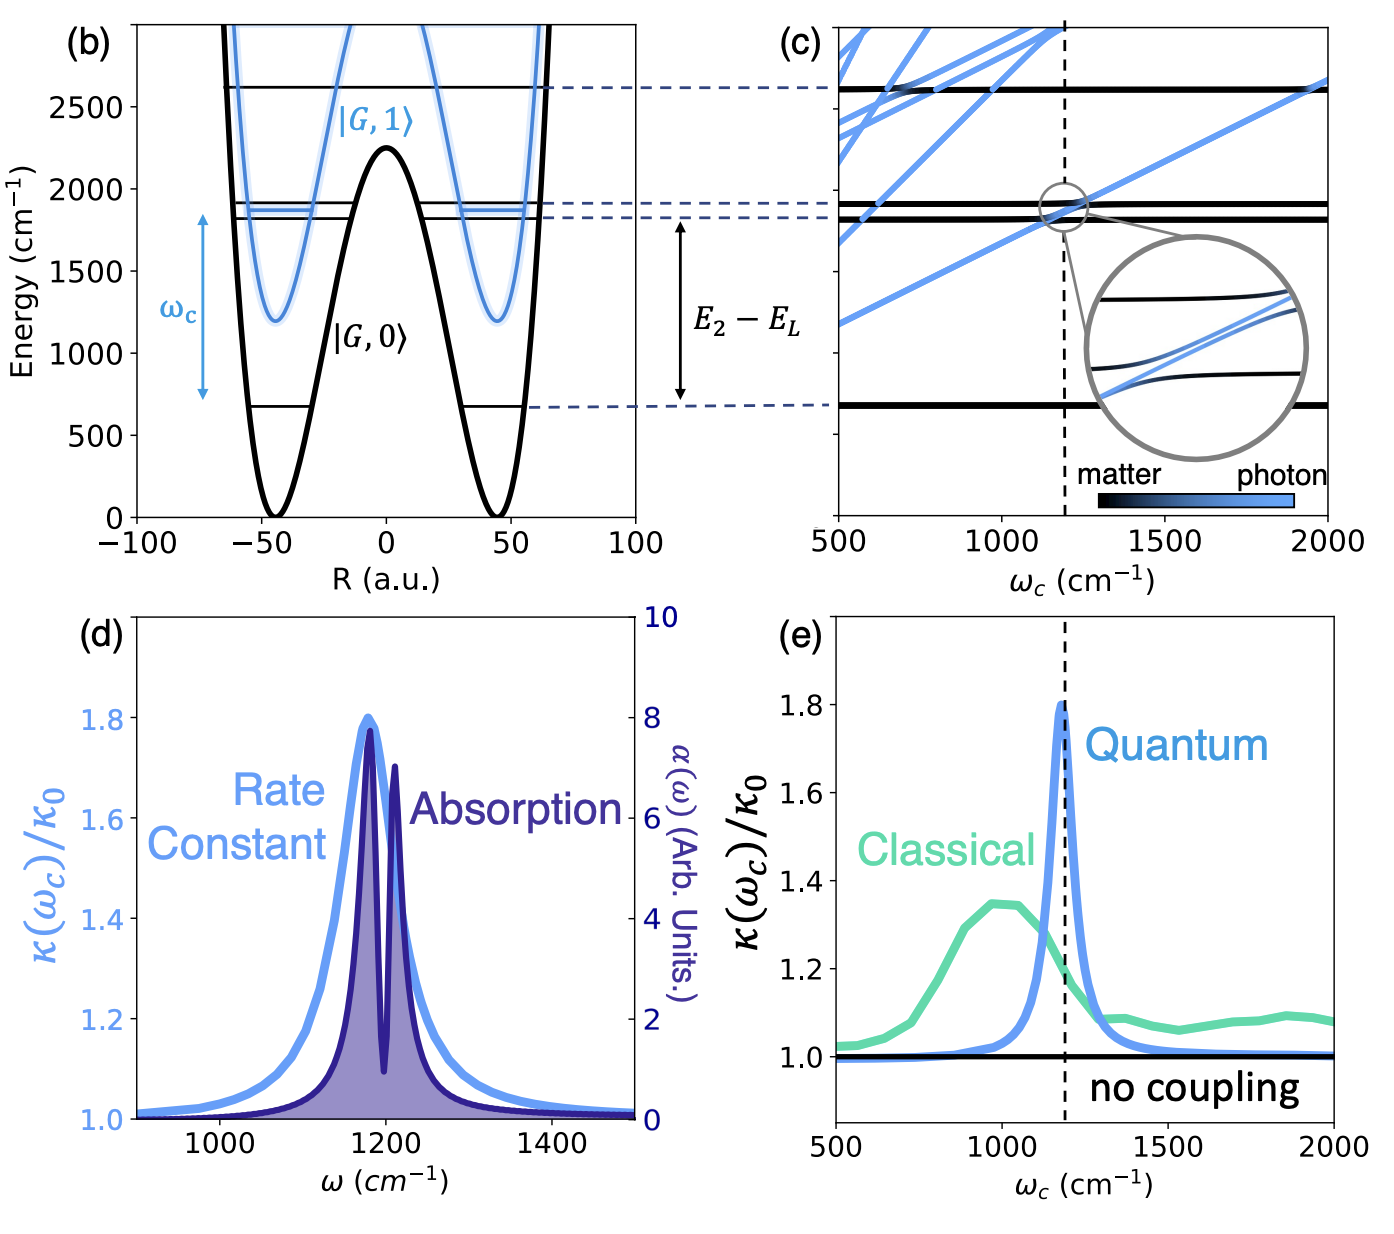 (b)
Energy (cm⁻¹)
2500
2000
1500
1000
500
0
−100
−50
0
50
100
R (a.u.)
|G, 1⟩
|G, 0⟩
ω_c
E₂ − E_L
(c)
matter
photon
500
1000
1500
2000
ω_c (cm⁻¹)
(d)
κ(ω_c)/κ₀
1.8
1.6
1.4
1.2
1.0
Rate
Constant
Absorption
10
8
6
4
2
0
α(ω) (Arb. Units.)
1000
1200
1400
ω (cm⁻¹)
(e)
κ(ω_c)/κ₀
1.8
1.6
1.4
1.2
1.0
Quantum
Classical
no coupling
500
1000
1500
2000
ω_c (cm⁻¹)